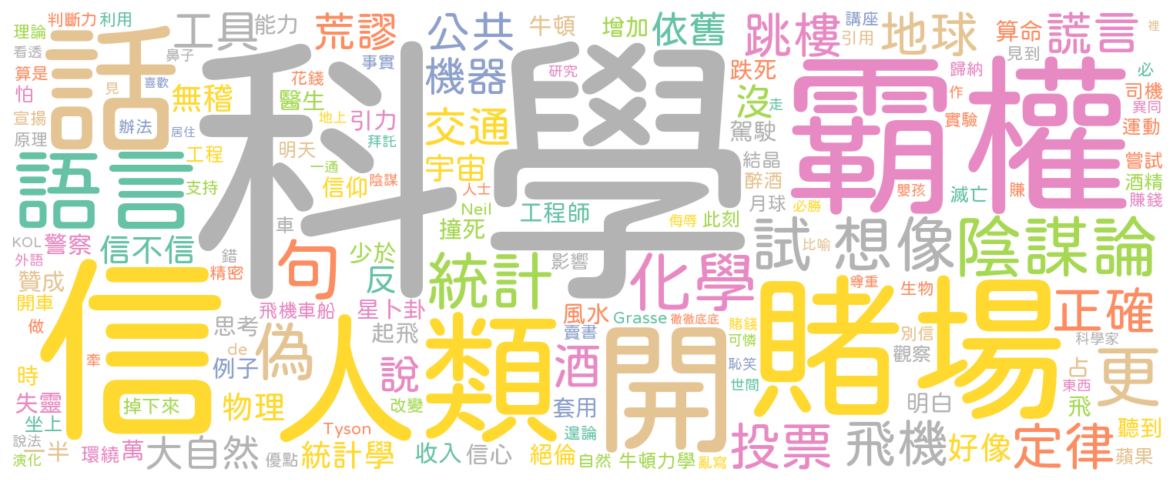 判斷力 利用 工具 能力 荒謬 公共 牛頓 增加 依舊 跳樓 講座 引用 地球 算命 見到 謊言 裡
理論 看透 鼻子 話 見 喜歡 科學 花錢 事實 機器 研究 跌死 霸權 歸納 作 必 司機 異同
算是 怕 無稽 醫生 地上 引力 拜託 交通 沒 走 駕駛 實驗 運動
宣揚 原理 辦法 居住 工程 明天 一通 信仰 陰謀 宇宙 結晶 醉酒 月球 必勝 嬰孩 滅亡 賺 嘗試 酒精 賺錢
語言 支持 車 人士 Neil 撞死 工程師 侮辱 此刻
KOL 外語 警察 信不信 錯 精密 句 少於 反 影響 試 比喻 想像 陰謀論
贊成 開車 做 飛機車船 星卜卦 統計 化學 尊重 生物 正確
信 牽 思考 de 例子 偽 人類 起飛 說 風水 賣書 Grasse 徹徹底底 開 賭錢 可憐 賭場 別信 觀察 科學家 占 東西 更
時 失靈 坐上 掉下來 物理 改變 酒 套用 恥笑 世間 明白 飛 聽到
說法 演化 一半 環繞 萬 大自然 優點 Tyson 統計學 收入 信心 絕倫 遑論 自然 牛頓力學 亂寫 投票 飛機 好像 定律 蘋果